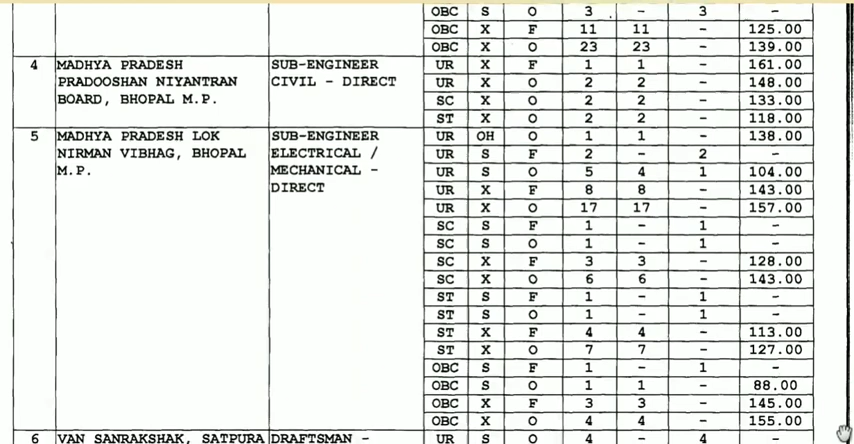 OBC S O 3 - 3 -
OBC X F 11 11 - 125.00
OBC X O 23 23 - 139.00
4 MADHYA PRADESH SUB-ENGINEER UR X F 1 1 - 161.00
PRADOOSHAN NIYANTRAN CIVIL - DIRECT UR X O 2 2 - 148.00
BOARD, BHOPAL M.P. SC X O 2 2 - 133.00
ST X O 2 2 - 118.00
5 MADHYA PRADESH LOK SUB-ENGINEER UR OH O 1 1 - 138.00
NIRMAN VIBHAG, BHOPAL ELECTRICAL / UR S F 2 - 2 -
M.P. MECHANICAL - UR S O 5 4 1 104.00
DIRECT UR X F 8 8 - 143.00
UR X O 17 17 - 157.00
SC S F 1 - 1 -
SC S O 1 - 1 -
SC X F 3 3 - 128.00
SC X O 6 6 - 143.00
ST S F 1 - 1 -
ST S O 1 - 1 -
ST X F 4 4 - 113.00
ST X O 7 7 - 127.00
OBC S F 1 - 1 -
OBC S O 1 1 - 88.00
OBC X F 3 3 - 145.00
OBC X O 4 4 - 155.00
6 VAN SANRAKSHAK, SATPURA DRAFTSMAN - UR S O 4 - 4 -